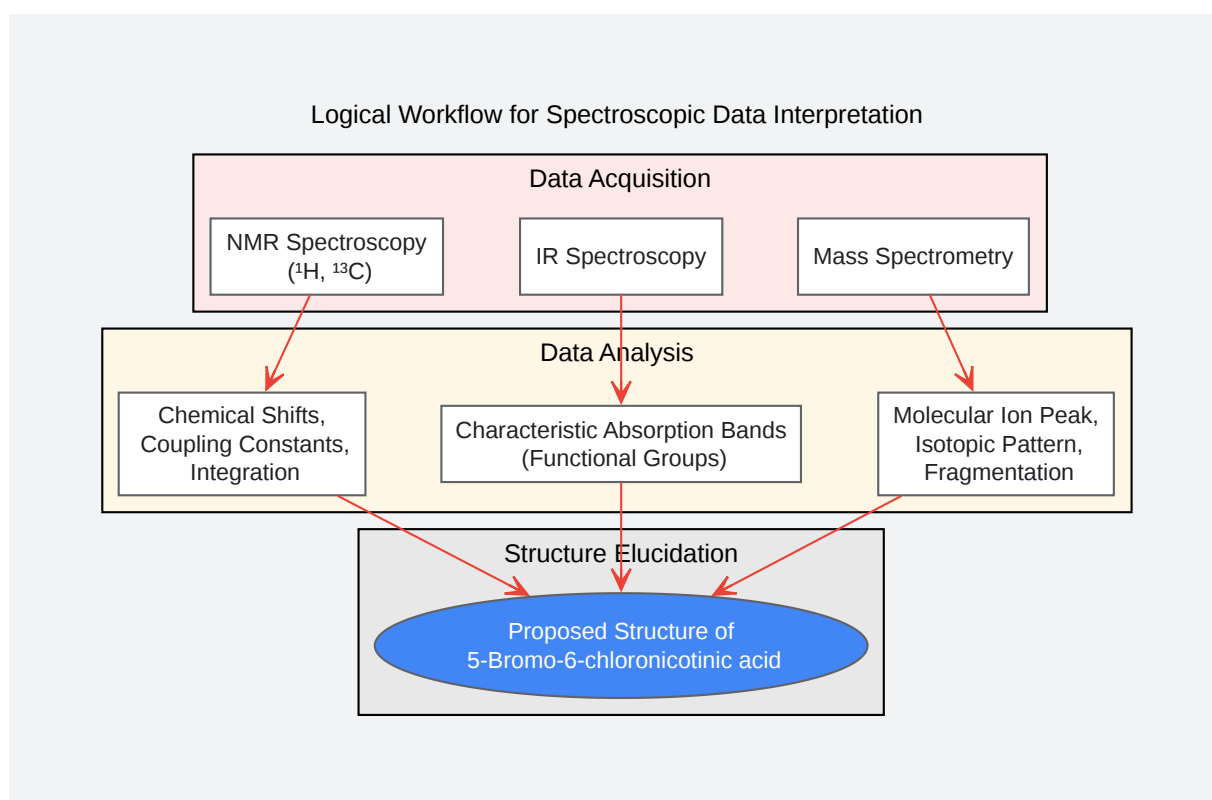 Logical Workflow for Spectroscopic Data Interpretation
Data Acquisition
NMR Spectroscopy
(¹H, ¹³C)
IR Spectroscopy
Mass Spectrometry
Data Analysis
Chemical Shifts,
Coupling Constants,
Integration
Characteristic Absorption Bands
(Functional Groups)
Molecular Ion Peak,
Isotopic Pattern,
Fragmentation
Structure Elucidation
Proposed Structure of
5-Bromo-6-chloronicotinic acid